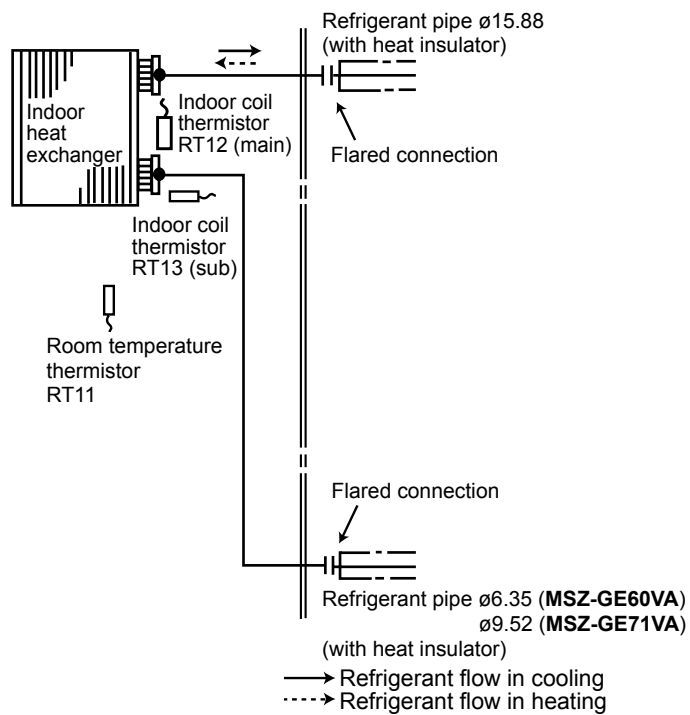 Refrigerant pipe ø15.88
(with heat insulator)
Indoor
heat
exchanger
Indoor coil
thermistor
RT12 (main)
Flared connection
Indoor coil
thermistor
RT13 (sub)
Room temperature
thermistor
RT11
Flared connection
Refrigerant pipe ø6.35 (MSZ-GE60VA)
ø9.52 (MSZ-GE71VA)
(with heat insulator)
Refrigerant flow in cooling
Refrigerant flow in heating